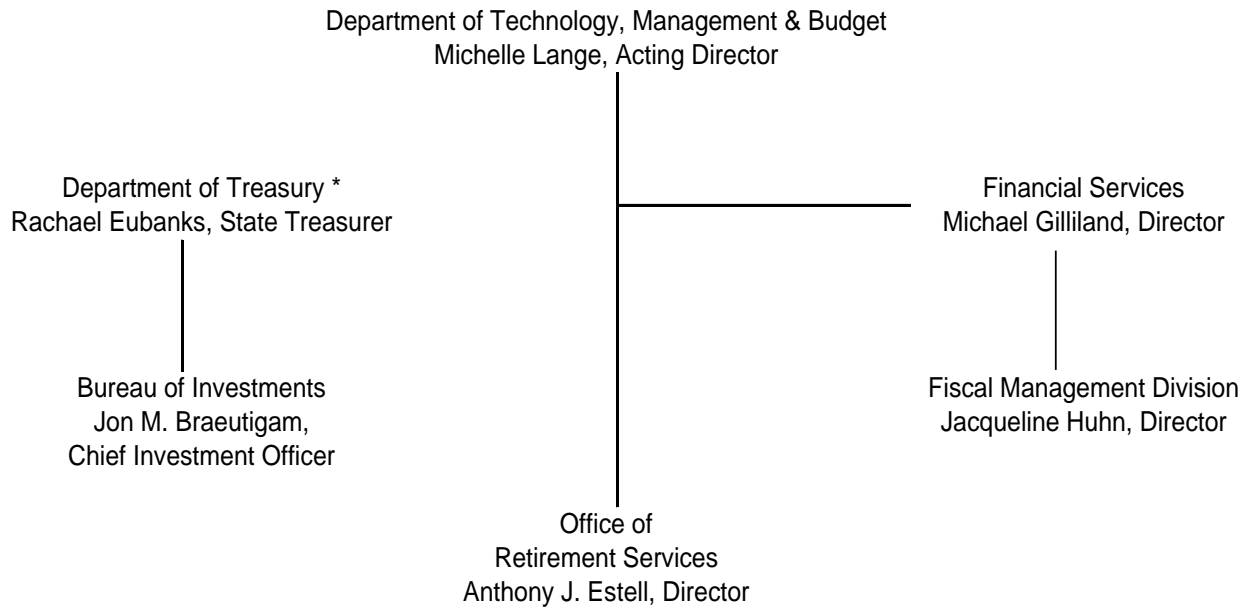 Department of Technology, Management & Budget
Michelle Lange, Acting Director
Department of Treasury *
Rachael Eubanks, State Treasurer
Financial Services
Michael Gilliland, Director
Bureau of Investments
Jon M. Braeutigam,
Chief Investment Officer
Fiscal Management Division
Jacqueline Huhn, Director
Office of
Retirement Services
Anthony J. Estell, Director